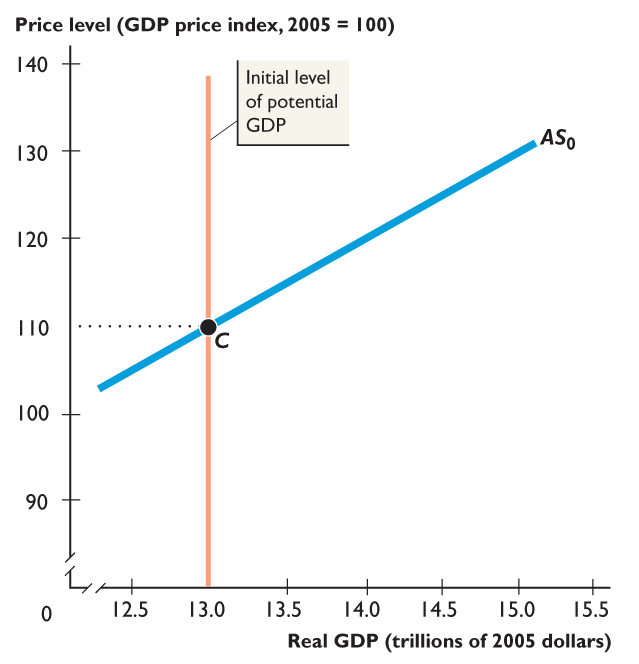 Price level (GDP price index, 2005 = 100)
140
Initial level
of potential
GDP
130
AS0
120
110
C
100
90
0
12.5 13.0 13.5 14.0 14.5 15.0 15.5
Real GDP (trillions of 2005 dollars)